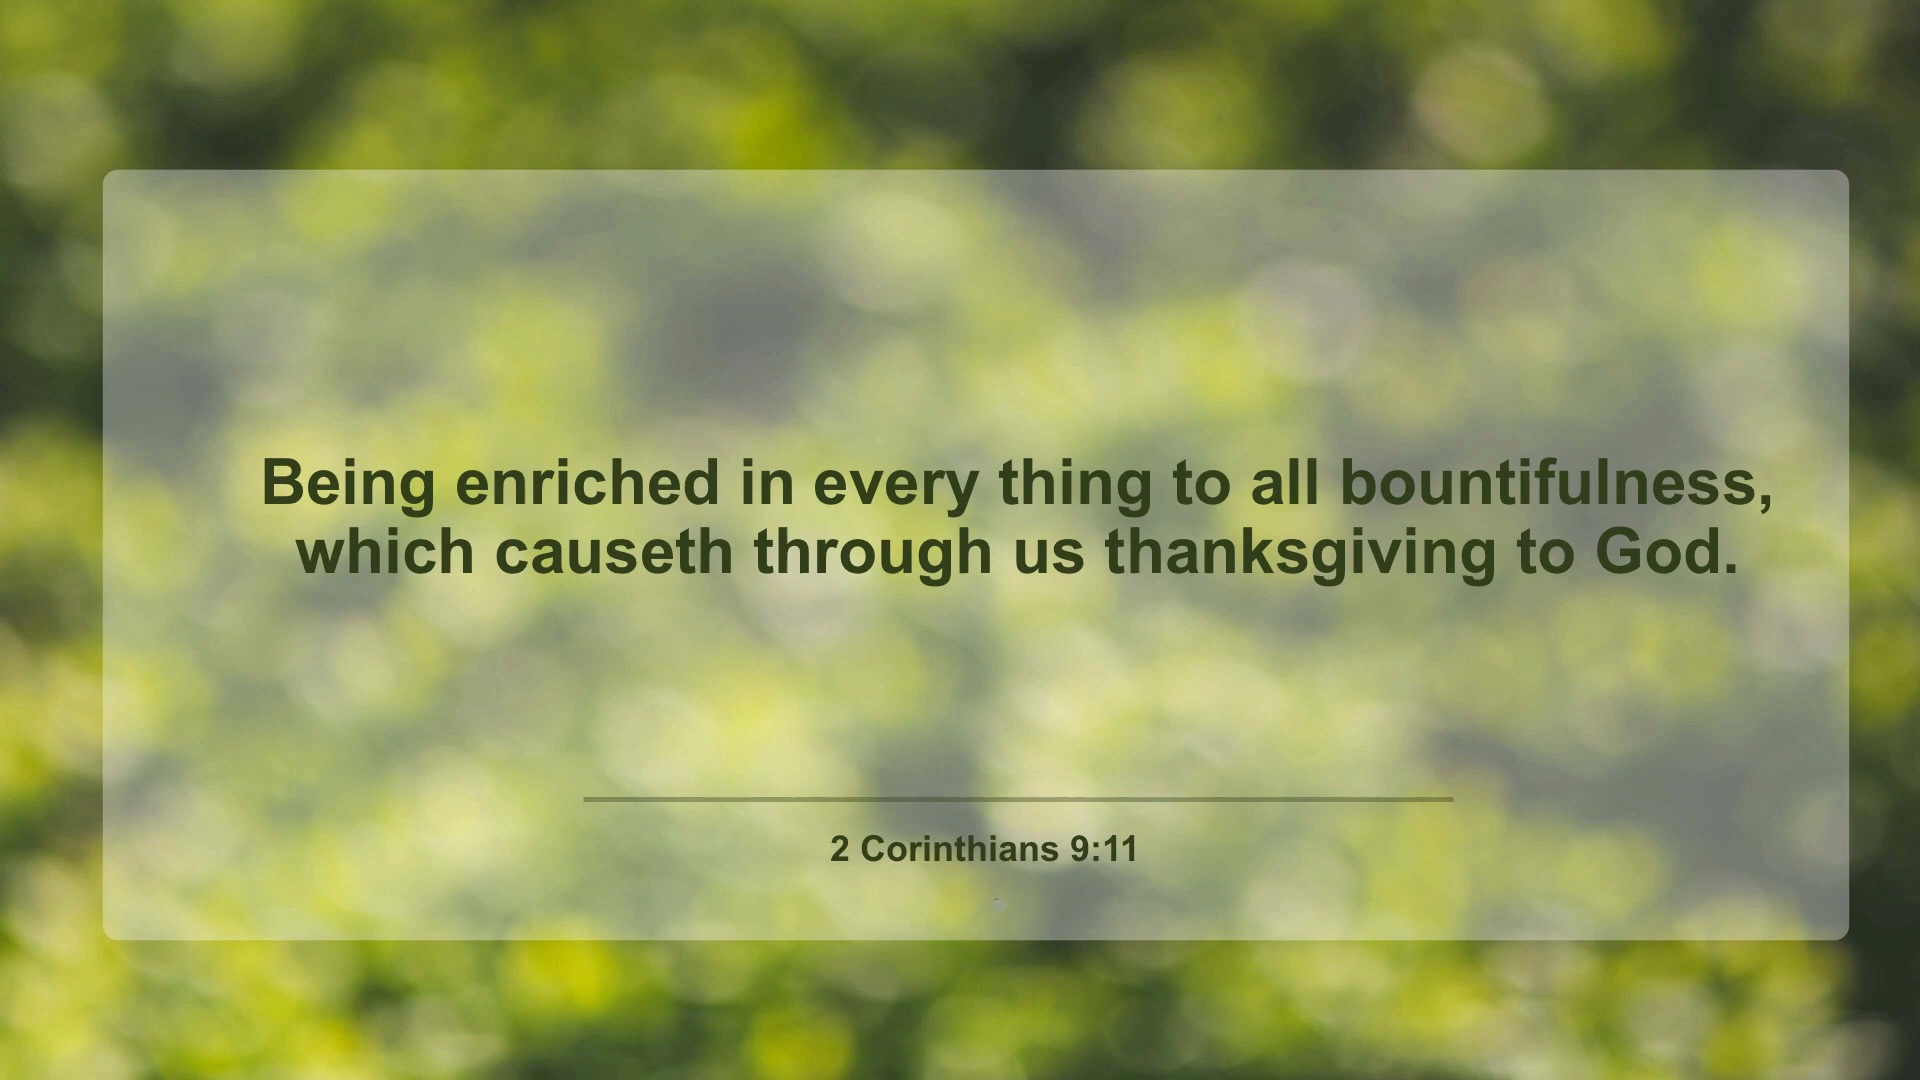 Being enriched in every thing to all bountifulness,
which causeth through us thanksgiving to God.
2 Corinthians 9:11